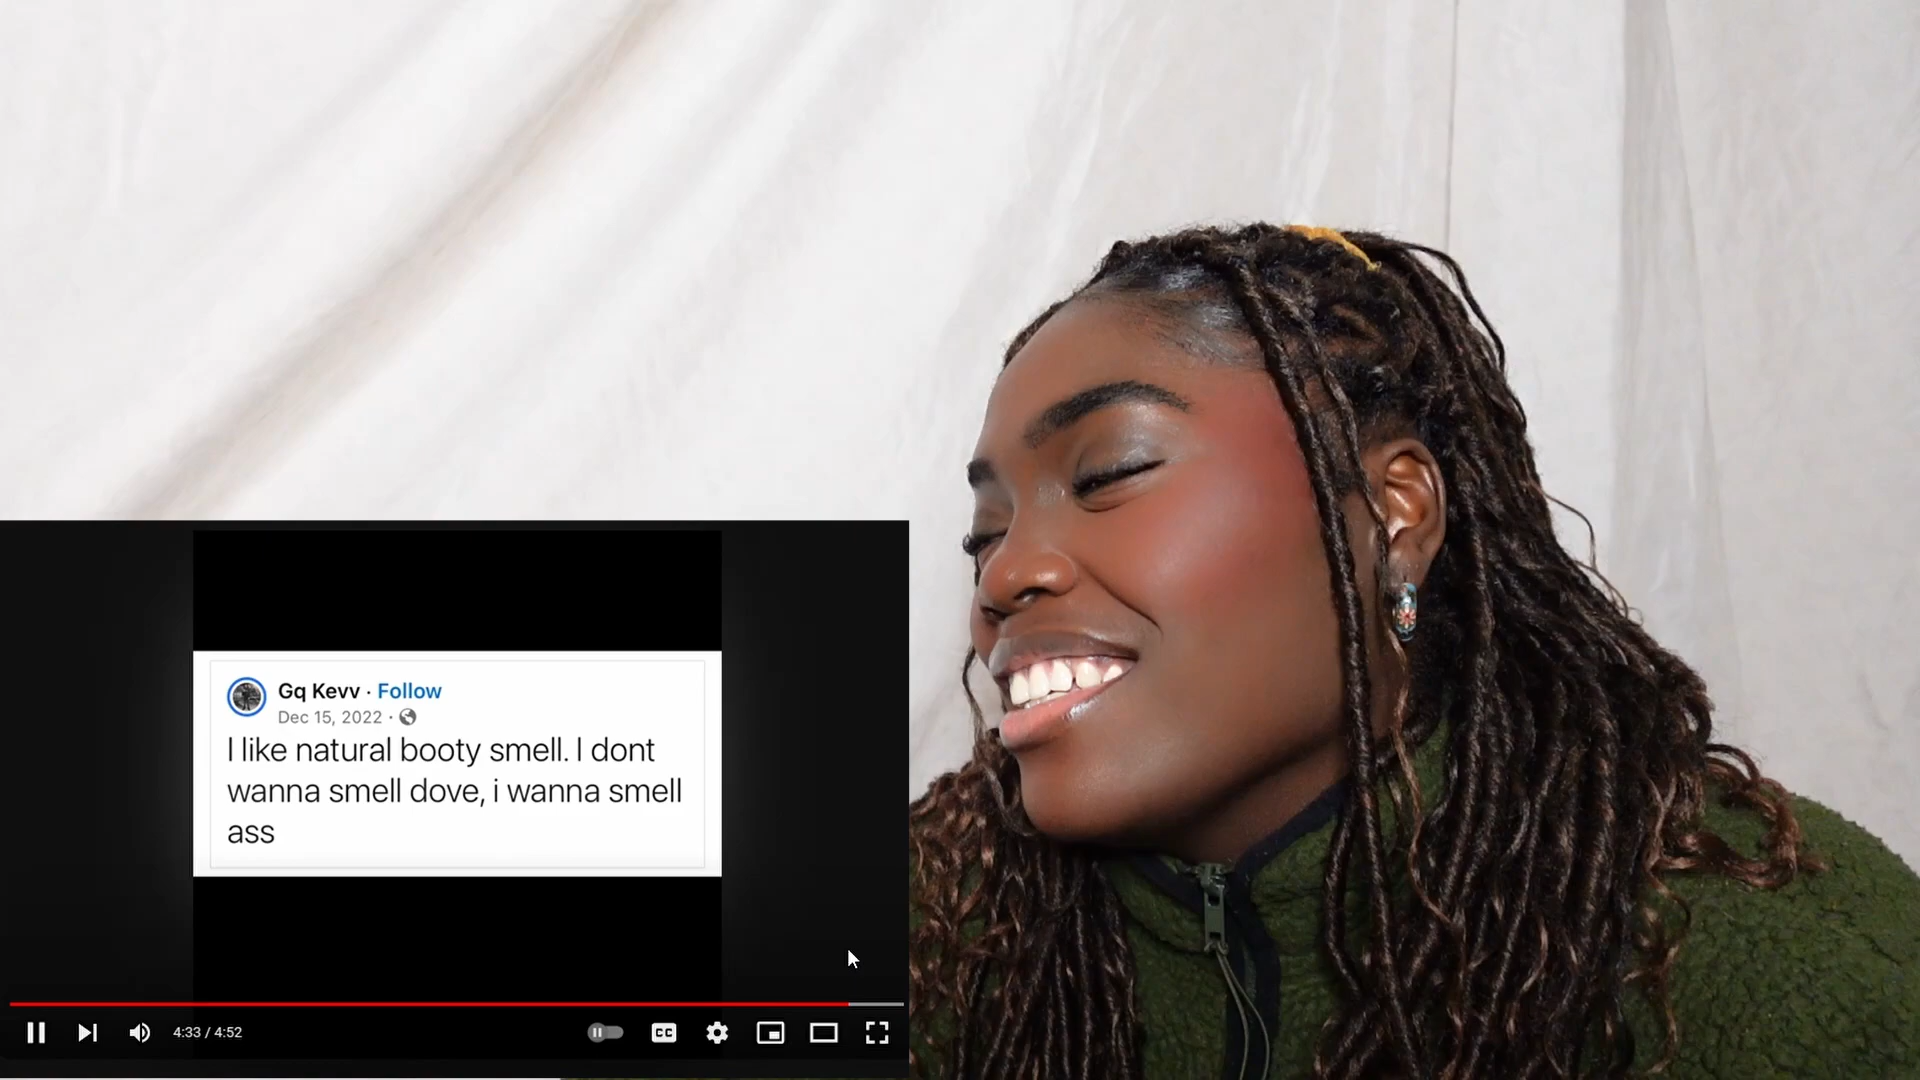 Gq Kevv · Follow
Dec 15, 2022 ·
I like natural booty smell. I dont
wanna smell dove, i wanna smell
ass
4:33 / 4:52
CC